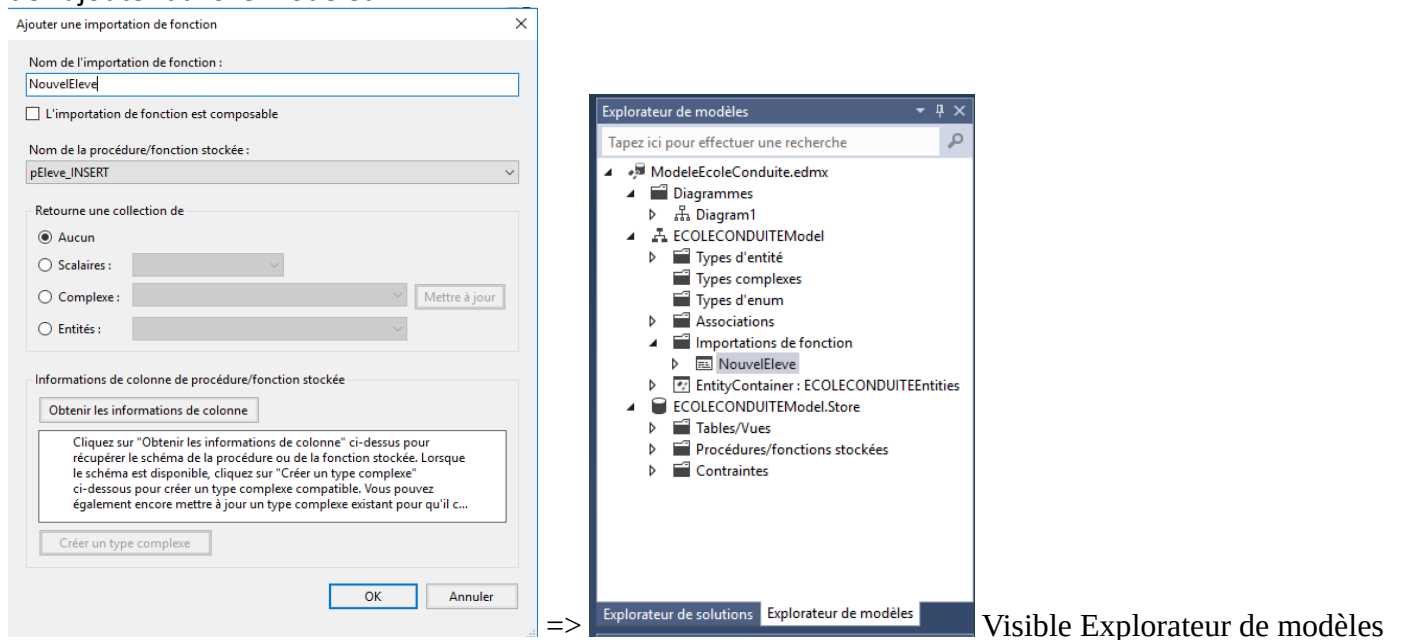 Ajouter une importation de fonction
Nom de l'importation de fonction :
NouvelEleve
L'importation de fonction est composable
Nom de la procédure/fonction stockée :
pEleve_INSERT
Retourne une collection de
Aucun
Scalaires :
Complexe :
Mettre à jour
Entités :
Informations de colonne de procédure/fonction stockée
Obtenir les informations de colonne
Cliquez sur "Obtenir les informations de colonne" ci-dessus pour
récupérer le schéma de la procédure ou de la fonction stockée. Lorsque
le schéma est disponible, cliquez sur "Créer un type complexe"
ci-dessous pour créer un type complexe compatible. Vous pouvez
également encore mettre à jour un type complexe existant pour qu'il c...
Créer un type complexe
OK Annuler
=>
Explorateur de modèles
Tapez ici pour effectuer une recherche
ModeleEcoleConduite.edmx
Diagrammes
Diagram1
ECOLECONDUITEModel
Types d'entité
Types complexes
Types d'enum
Associations
Importations de fonction
NouvelEleve
EntityContainer : ECOLECONDUITEEntities
ECOLECONDUITEModel.Store
Tables/Vues
Procédures/fonctions stockées
Contraintes
Explorateur de solutions Explorateur de modèles
Visible Explorateur de modèles